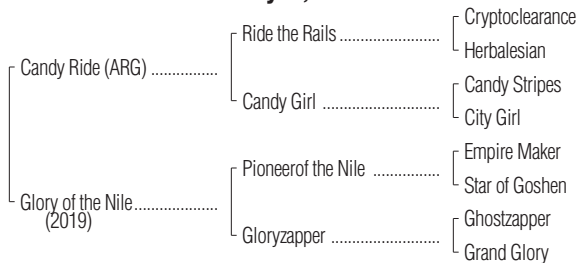 Cryptoclearance
Ride the Rails
Herbalesian
Candy Ride (ARG)
Candy Stripes
Candy Girl
City Girl
Empire Maker
Pioneerof the Nile
Star of Goshen
Glory of the Nile
(2019)
Ghostzapper
Gloryzapper
Grand Glory